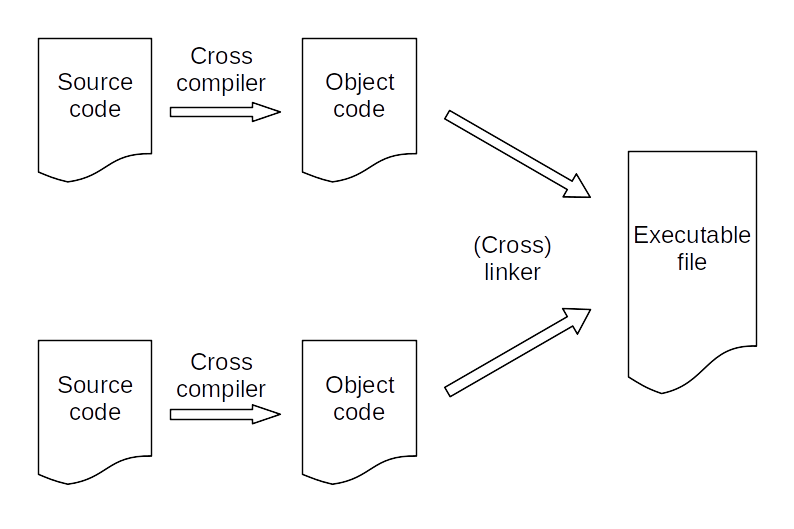 Source
code
Cross
compiler
Object
code
(Cross)
linker
Executable
file
Source
code
Cross
compiler
Object
code